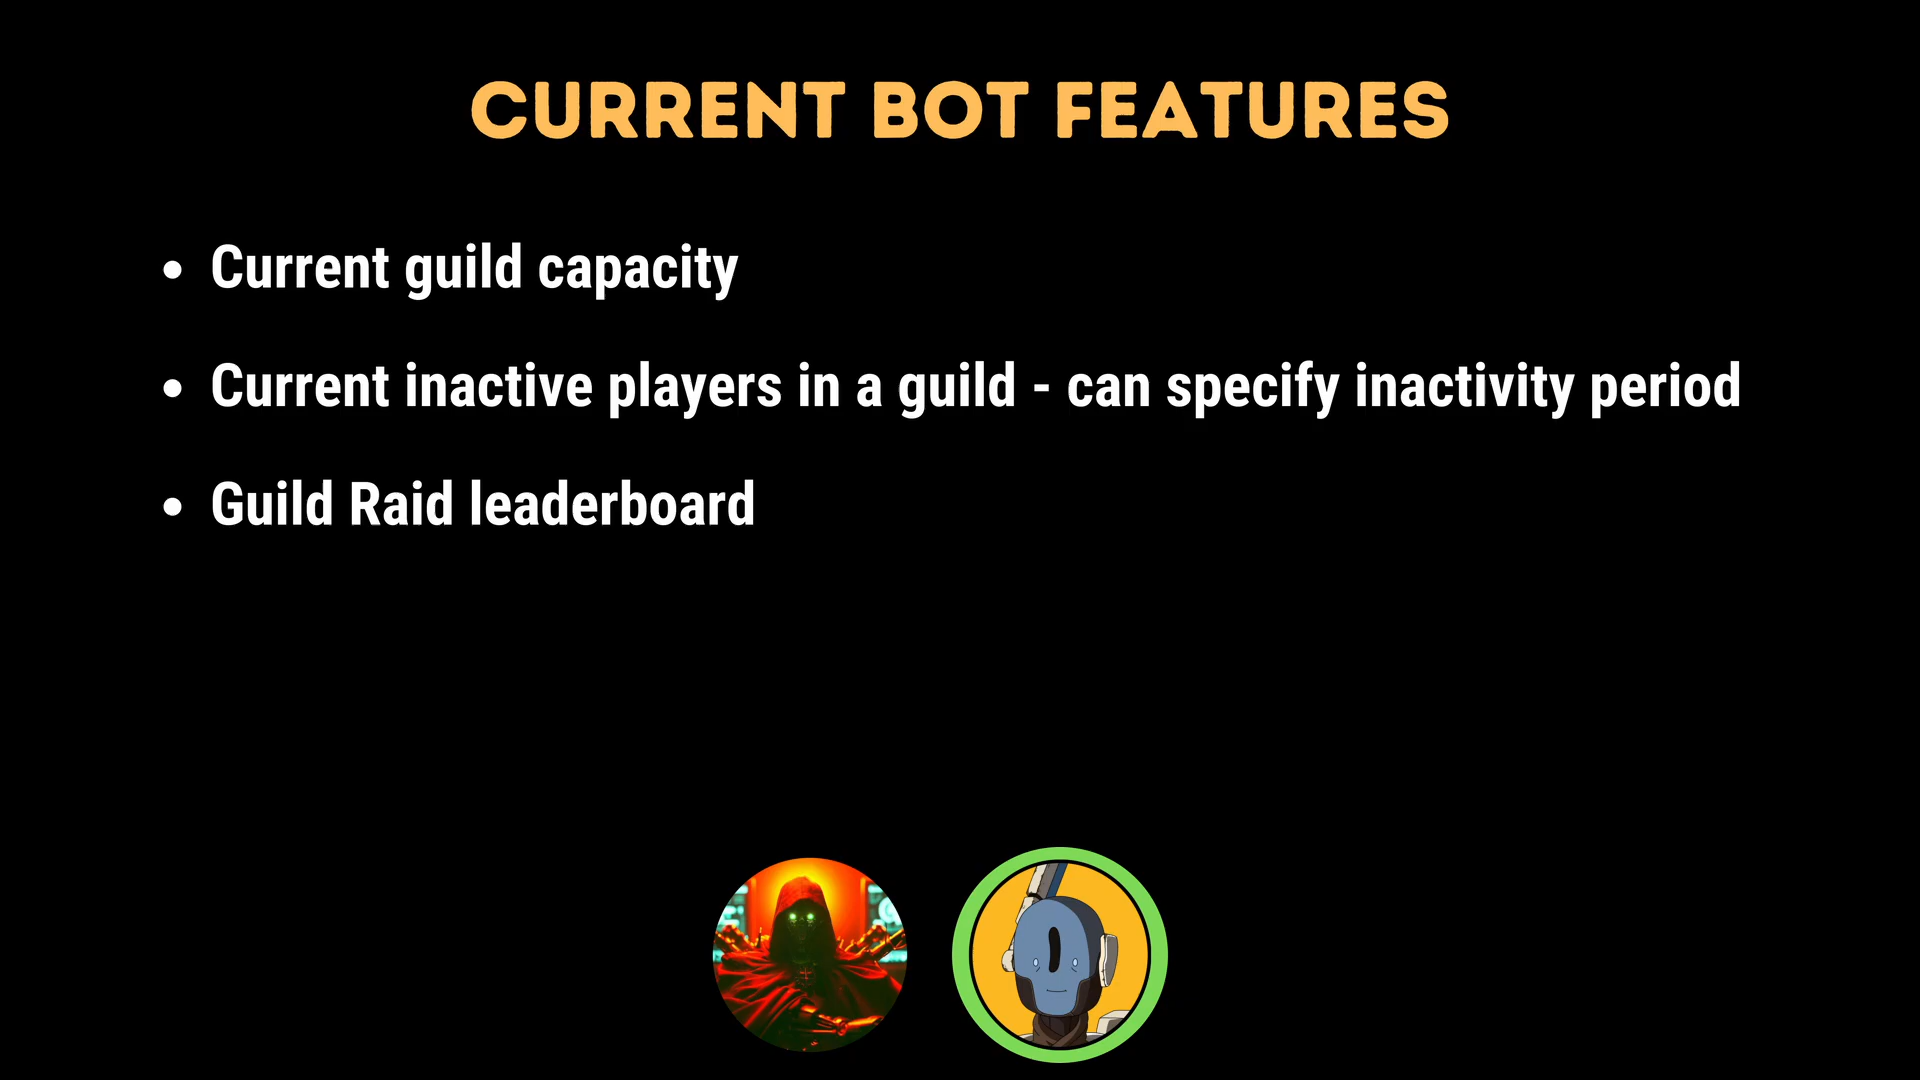 CURRENT BOT FEATURES
• Current guild capacity
• Current inactive players in a guild - can specify inactivity period
• Guild Raid leaderboard